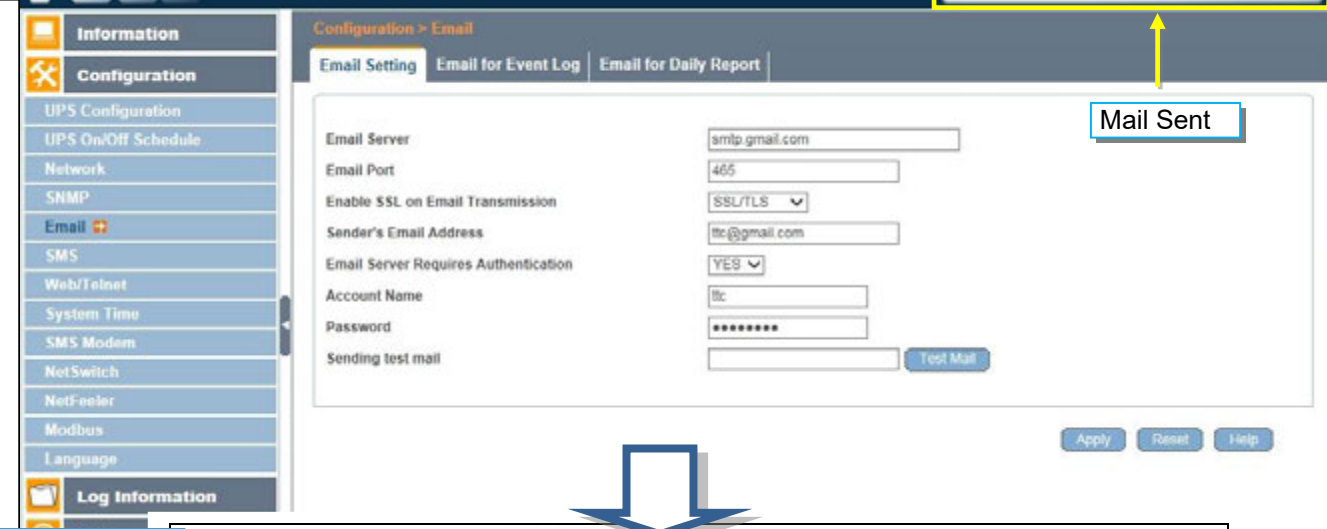 Information
Configuration
UPS Configuration
UPS On/Off Schedule
Network
SNMP
Email
SMS
Web/Telnet
System Time
SMS Modem
NetSwitch
NetFeeler
Modbus
Language
Log Information
Configuration > Email
Email Setting
Email for Event Log
Email for Daily Report
Mail Sent
Email Server smtp.gmail.com
Email Port 465
Enable SSL on Email Transmission SSL/TLS
Sender's Email Address ttc@gmail.com
Email Server Requires Authentication YES
Account Name ttc
Password ••••••••
Sending test mail Test Mail
Apply Reset Help